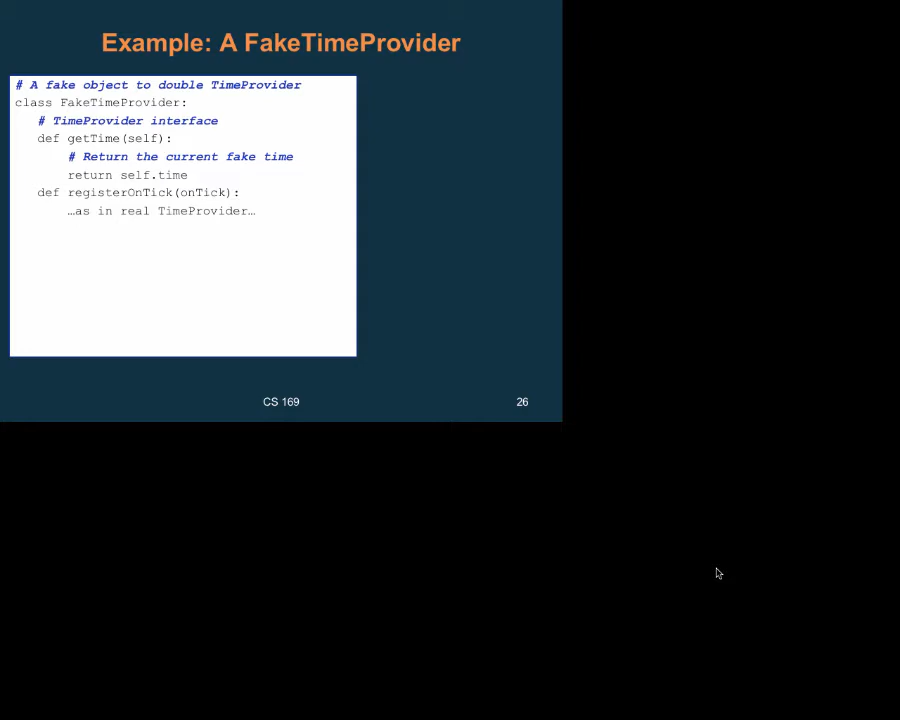 Example: A FakeTimeProvider
# A fake object to double TimeProvider
class FakeTimeProvider:
# TimeProvider interface
def getTime(self):
# Return the current fake time
return self.time
def registerOnTick(onTick):
…as in real TimeProvider…
CS 169
26